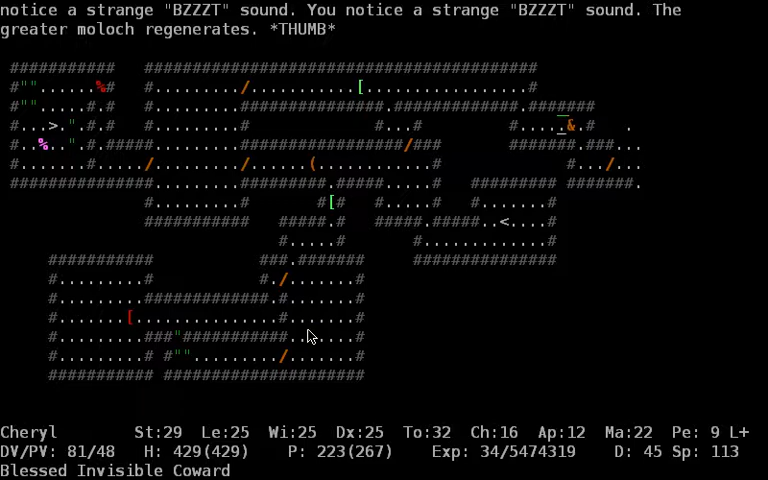 notice a strange "BZZZT" sound. You notice a strange "BZZZT" sound. The
greater moloch regenerates. *THUMB*
Cheryl St:29 Le:25 Wi:25 Dx:25 To:32 Ch:16 Ap:12 Ma:22 Pe: 9 L+
DV/PV: 81/48 H: 429(429) P: 223(267) Exp: 34/5474319 D: 45 Sp: 113
Blessed Invisible Coward